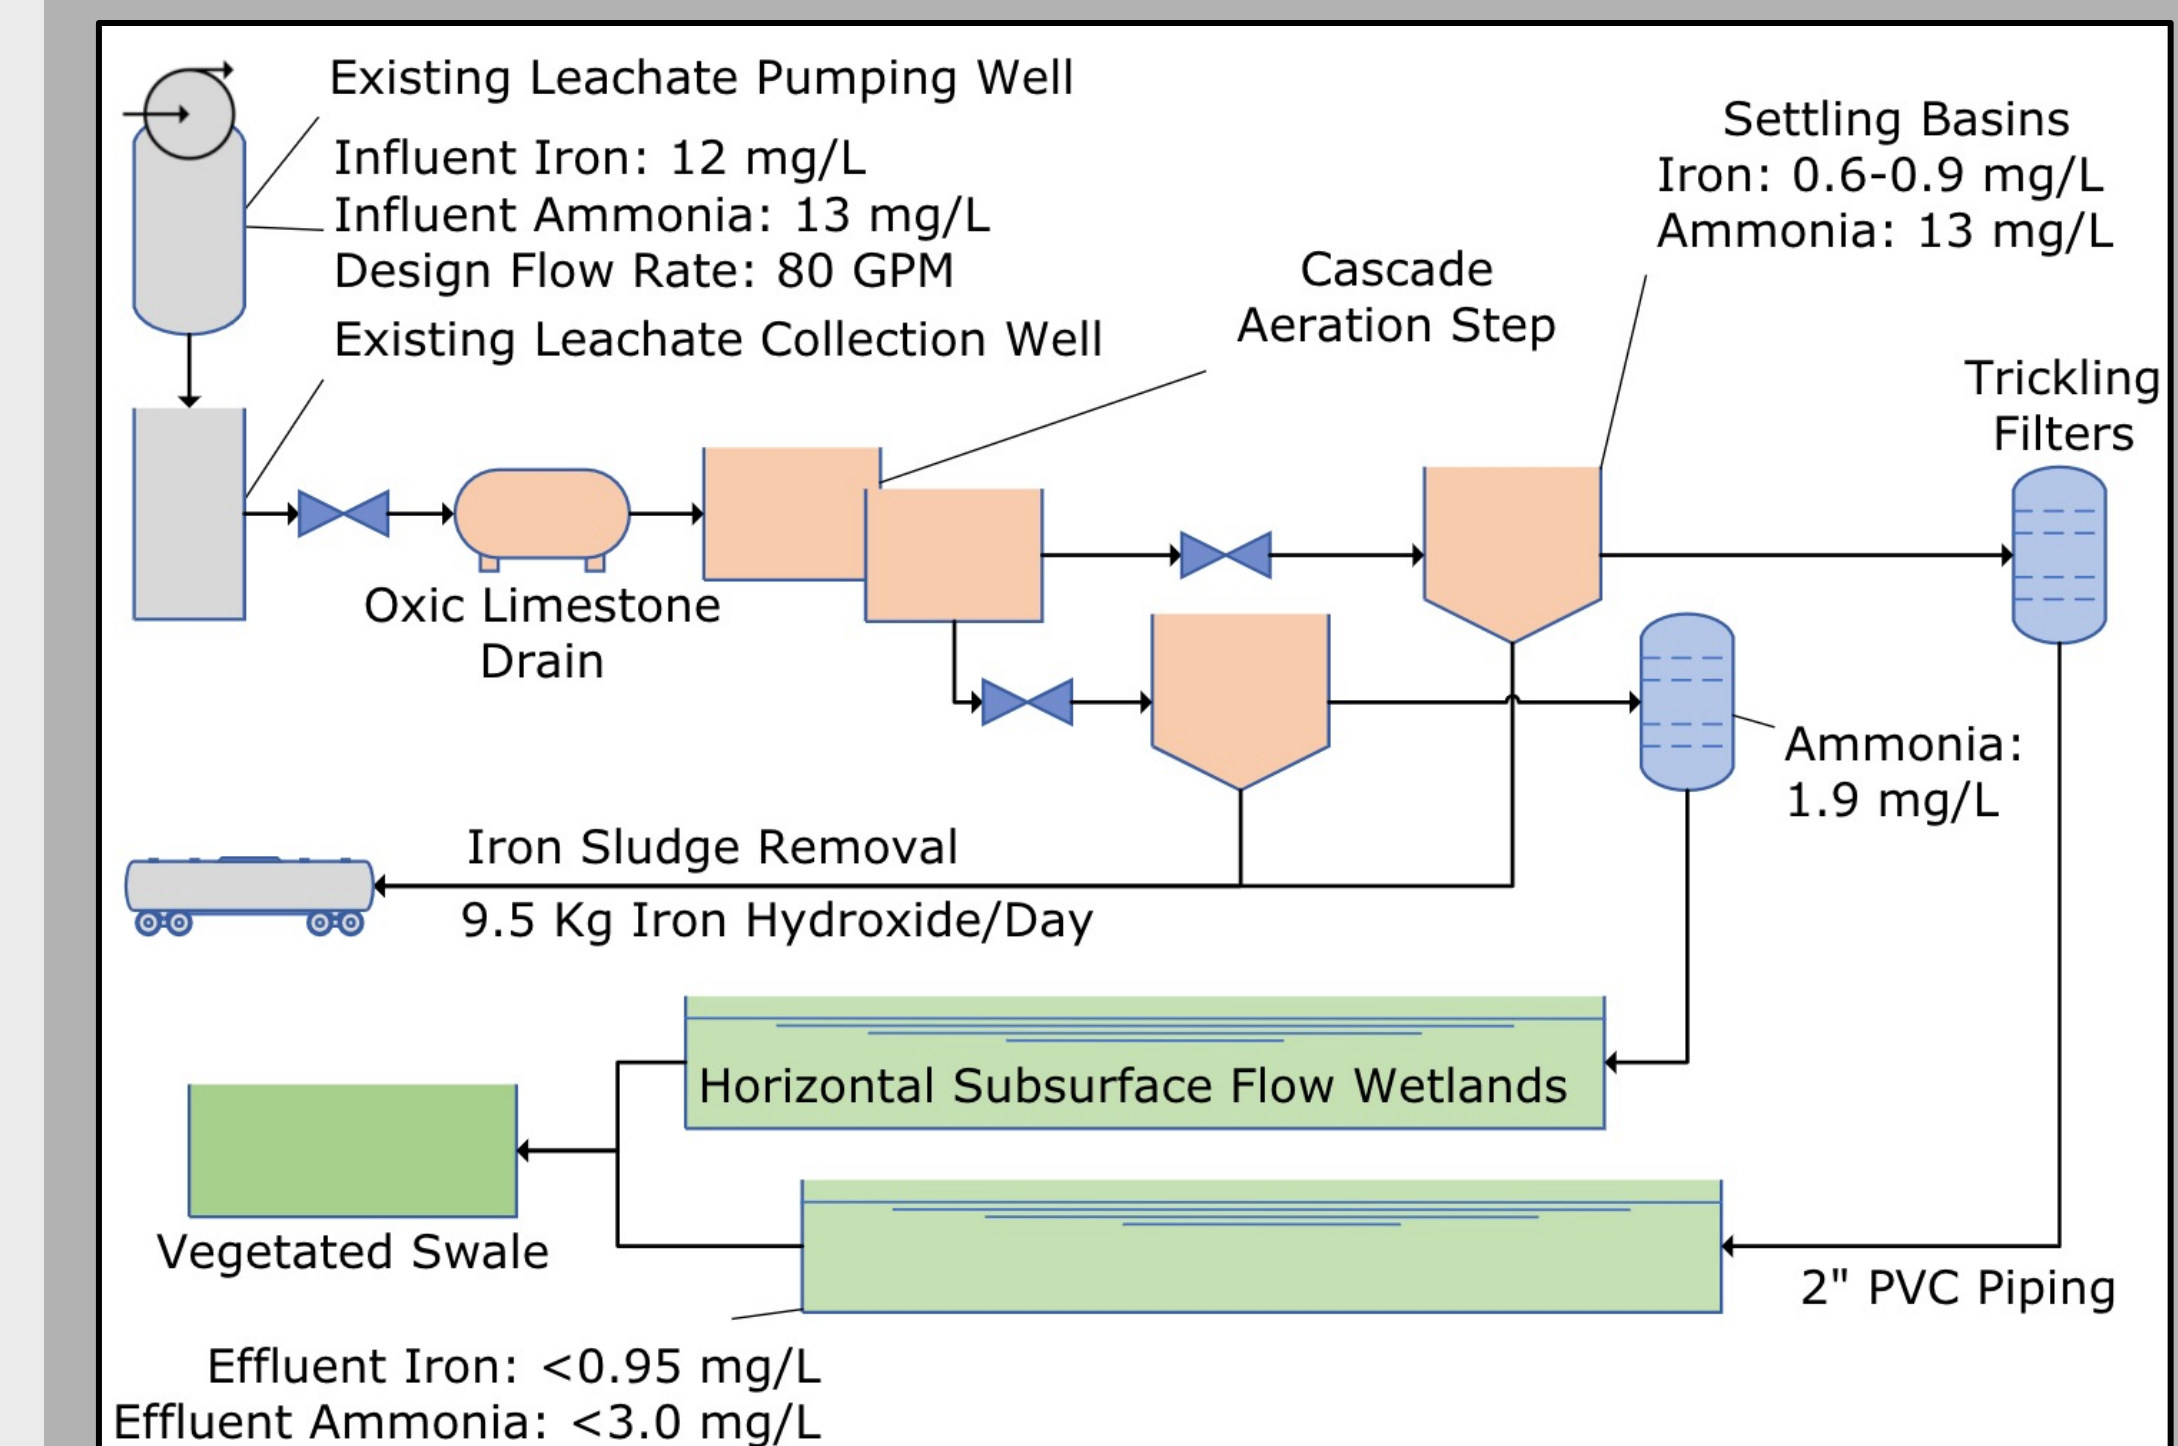 Existing Leachate Pumping Well
Influent Iron: 12 mg/L
Influent Ammonia: 13 mg/L
Design Flow Rate: 80 GPM
Existing Leachate Collection Well
Settling Basins
Iron: 0.6-0.9 mg/L
Ammonia: 13 mg/L
Cascade
Aeration Step
Trickling
Filters
Oxic Limestone
Drain
Ammonia:
1.9 mg/L
Iron Sludge Removal
9.5 Kg Iron Hydroxide/Day
Horizontal Subsurface Flow Wetlands
Vegetated Swale
2" PVC Piping
Effluent Iron: <0.95 mg/L
Effluent Ammonia: <3.0 mg/L